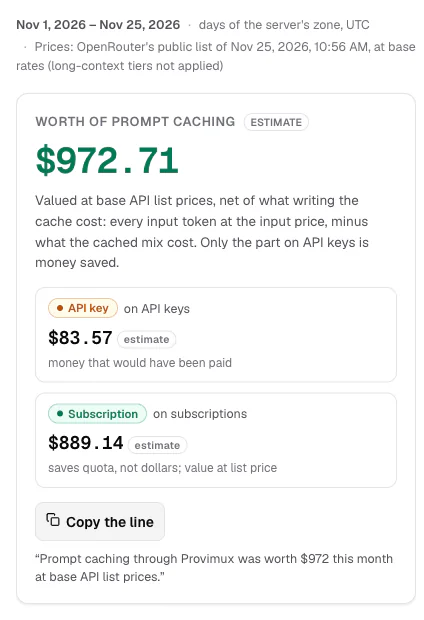 Nov 1, 2026 – Nov 25, 2026 · days of the server's zone, UTC
· Prices: OpenRouter's public list of Nov 25, 2026, 10:56 AM, at base
rates (long-context tiers not applied)
WORTH OF PROMPT CACHING ESTIMATE
$972.71
Valued at base API list prices, net of what writing the
cache cost: every input token at the input price, minus
what the cached mix cost. Only the part on API keys is
money saved.
API key on API keys
$83.57 estimate
money that would have been paid
Subscription on subscriptions
$889.14 estimate
saves quota, not dollars; value at list price
Copy the line
“Prompt caching through Provimux was worth $972 this month
at base API list prices.”